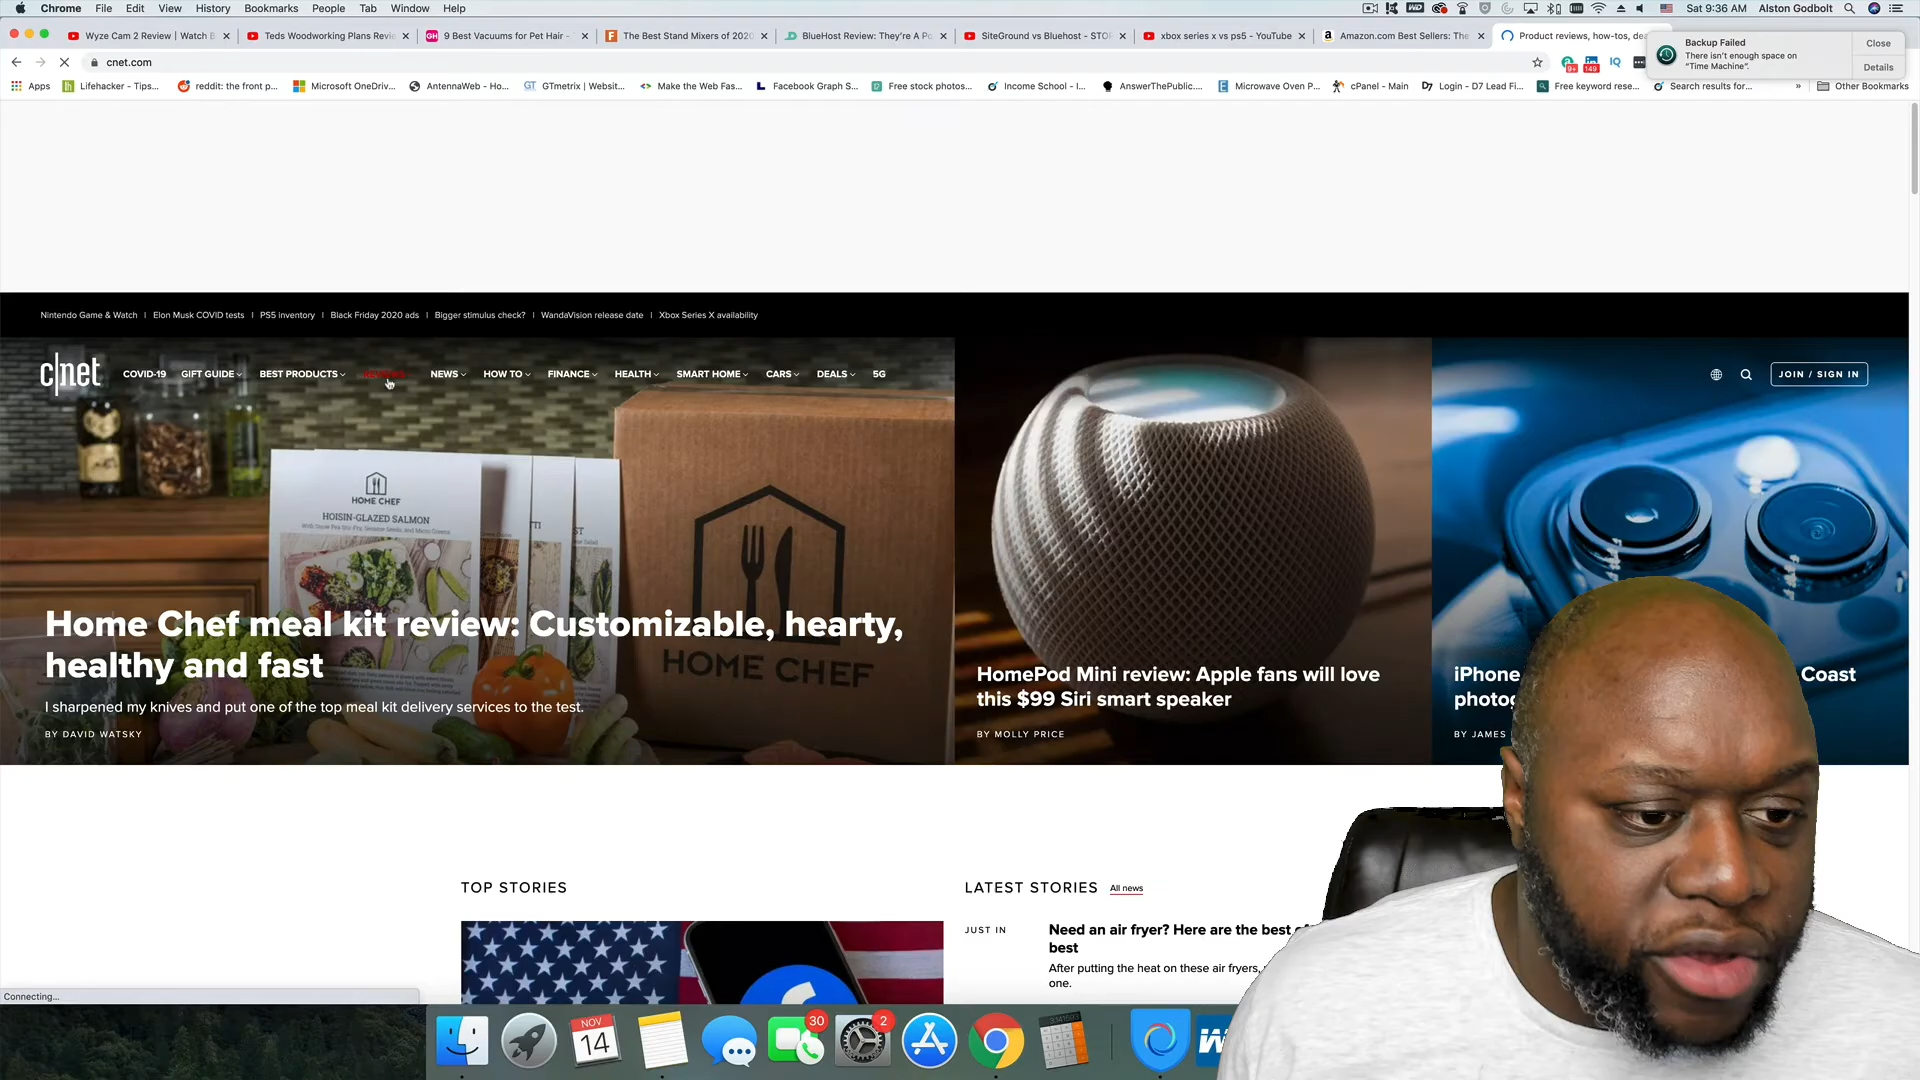 Chrome File Edit View History Bookmarks People Tab Window Help
Sat 9:36 AM Alston Godbolt
Wyze Cam 2 Review | Watch B
Teds Woodworking Plans Revi
9 Best Vacuums for Pet Hair -
The Best Stand Mixers of 2020
BlueHost Review: They're A Po
SiteGround vs Bluehost - STO
xbox series x vs ps5 - YouTube
Amazon.com Best Sellers: The
Product reviews, how-tos, dea
Backup Failed
There isn't enough space on
"Time Machine".
Close
Details
cnet.com
9+
149
IQ
Apps
Lifehacker - Tips...
reddit: the front p...
Microsoft OneDriv...
AntennaWeb - Ho...
GTmetrix | Websit...
Make the Web Fas...
Facebook Graph S...
Free stock photos...
Income School - I...
AnswerThePublic....
Microwave Oven P...
cPanel - Main
Login - D7 Lead Fi...
Free keyword rese...
Search results for...
»
Other Bookmarks
Nintendo Game & Watch | Elon Musk COVID tests | PS5 inventory | Black Friday 2020 ads | Bigger stimulus check? | WandaVision release date | Xbox Series X availability
c|net
COVID-19 GIFT GUIDE BEST PRODUCTS REVIEWS NEWS HOW TO FINANCE HEALTH SMART HOME CARS DEALS 5G
JOIN / SIGN IN
HOME CHEF
HOISIN-GLAZED SALMON
HOME CHEF
Home Chef meal kit review: Customizable, hearty,
healthy and fast
I sharpened my knives and put one of the top meal kit delivery services to the test.
BY DAVID WATSKY
HomePod Mini review: Apple fans will love
this $99 Siri smart speaker
BY MOLLY PRICE
iPhone Coast
photog
BY JAMES
TOP STORIES
LATEST STORIES All news
JUST IN
Need an air fryer? Here are the best of
best
After putting the heat on these air fryers,
one.
Connecting...
NOV
14
30
2